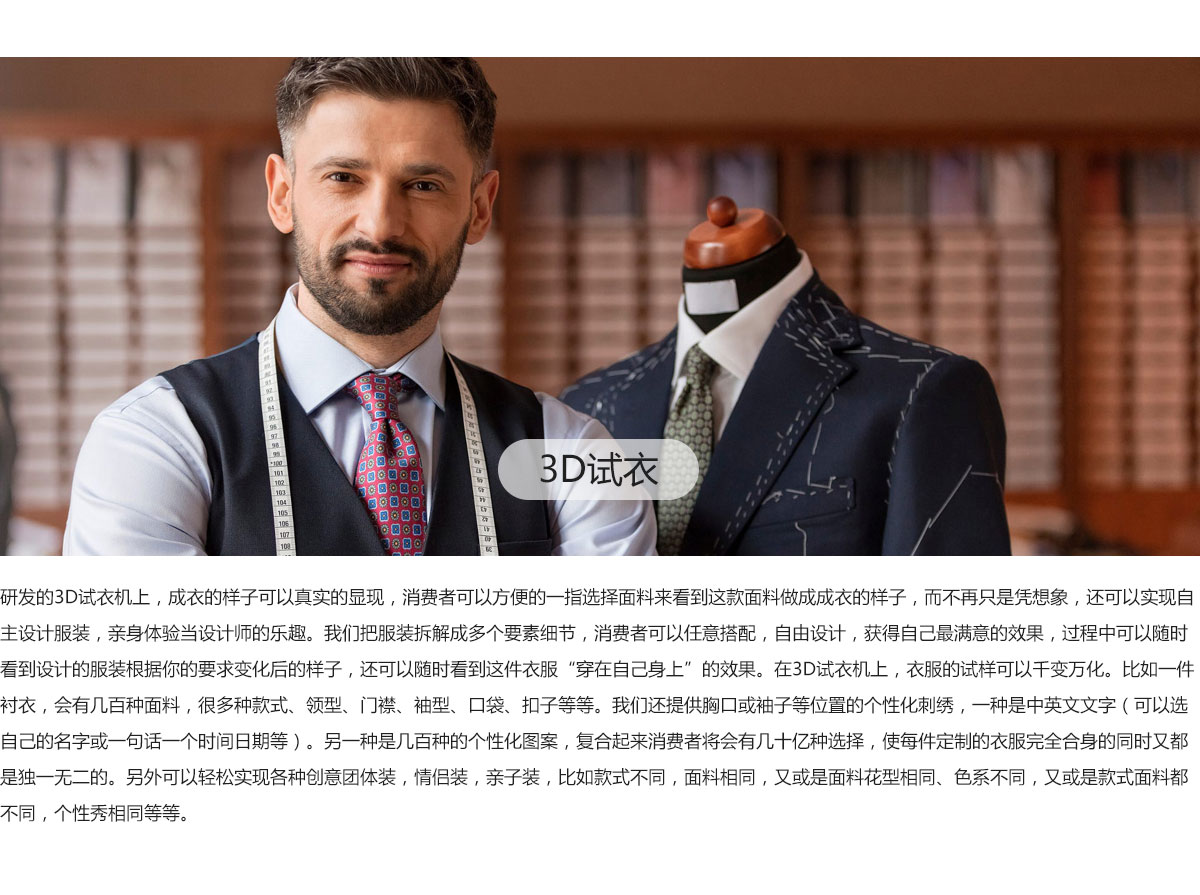 3D试衣
研发的3D试衣机上，成衣的样子可以真实的显现，消费者可以方便的一指选择面料来看到这款面料做成成衣的样子，而不再只是凭想象，还可以实现自
主设计服装，亲身体验当设计师的乐趣。我们把服装拆解成多个要素细节，消费者可以任意搭配，自由设计，获得自己最满意的效果，过程中可以随时
看到设计的服装根据你的要求变化后的样子，还可以随时看到这件衣服“穿在自己身上”的效果。在3D试衣机上，衣服的试样可以千变万化。比如一件
衬衣，会有几百种面料，很多种款式、领型、门襟、袖型、口袋、扣子等等。我们还提供胸口或袖子等位置的个性化刺绣，一种是中英文文字（可以选
自己的名字或一句话一个时间日期等）。另一种是几百种的个性化图案，复合起来消费者将会有几十亿种选择，使每件定制的衣服完全合身的同时又都
是独一无二的。另外可以轻松实现各种创意团体装，情侣装，亲子装，比如款式不同，面料相同，又或是面料花型相同、色系不同，又或是款式面料都
不同，个性秀相同等等。